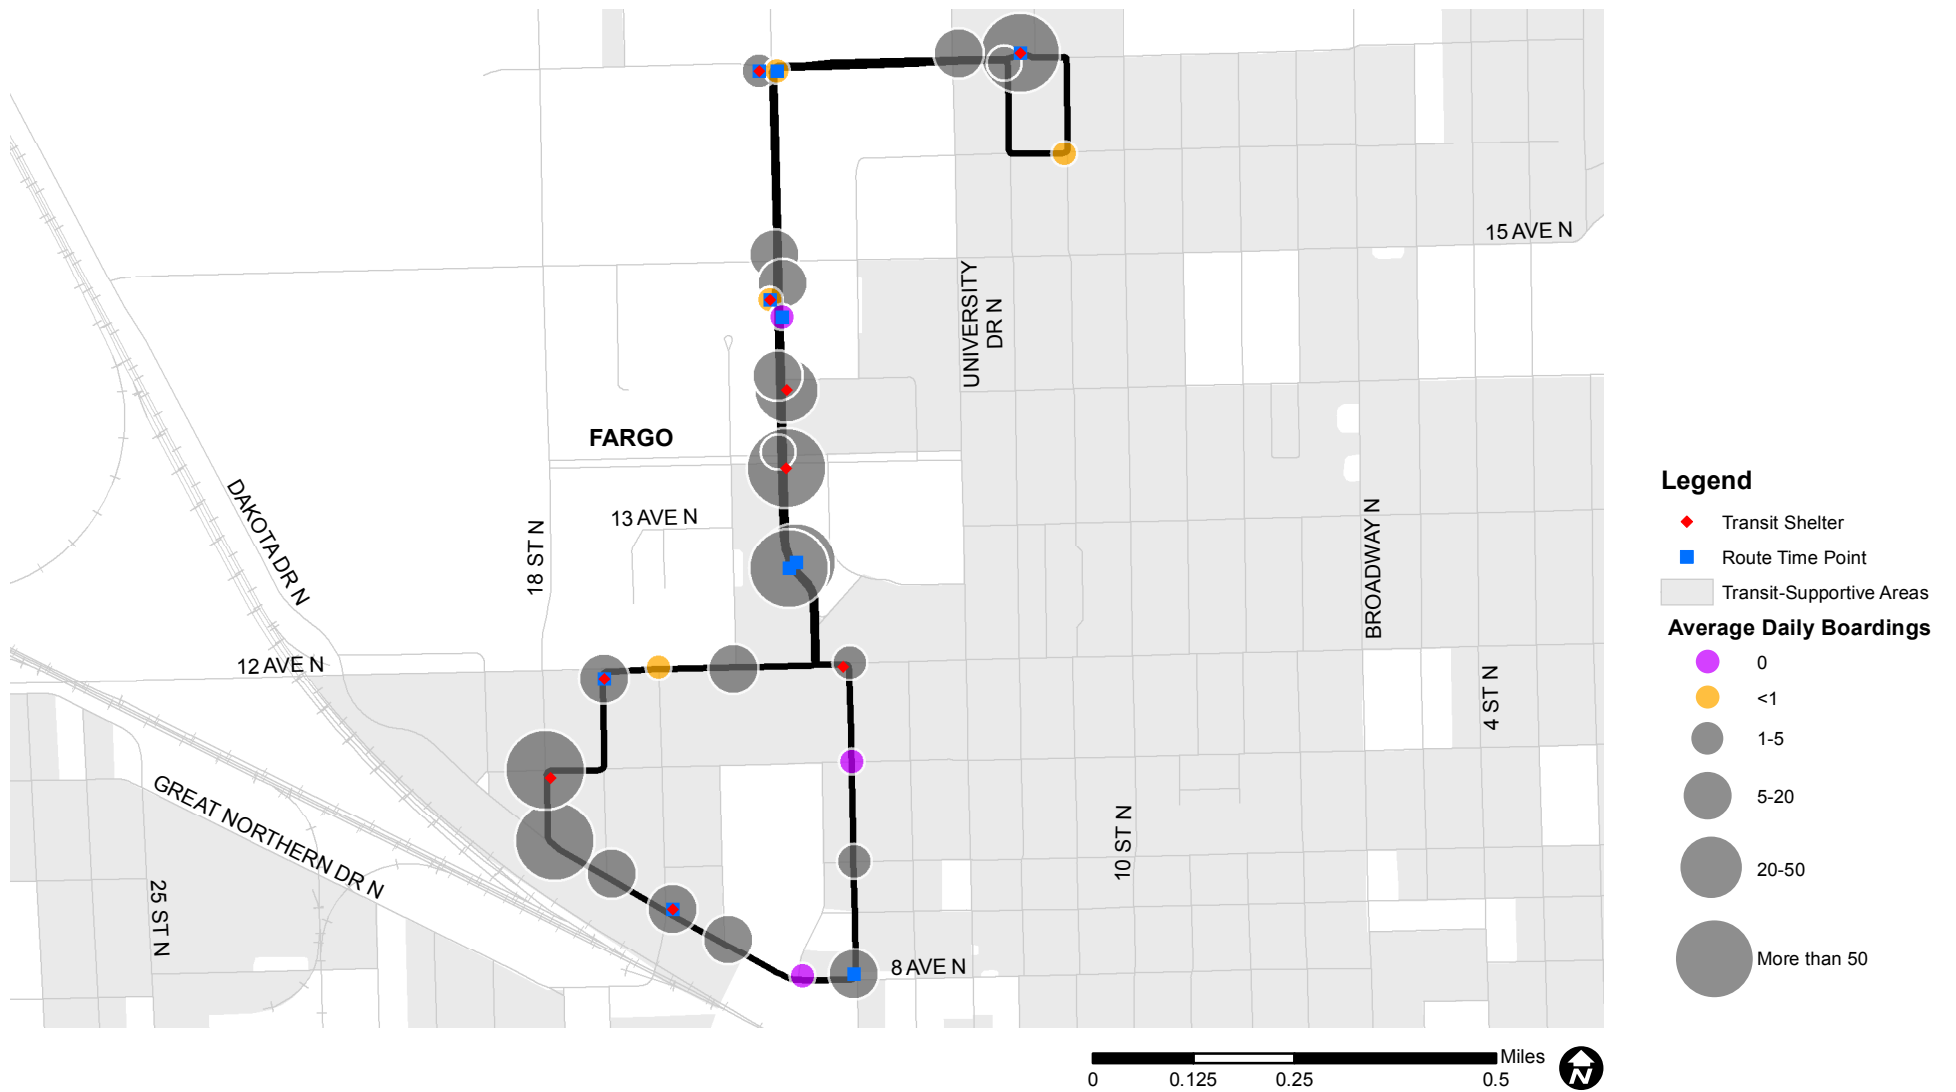 15 AVE N
UNIVERSITY
DR N
FARGO
DAKOTA DR N
13 AVE N
18 ST N
BROADWAY N
12 AVE N
4 ST N
GREAT NORTHERN DR N
10 ST N
25 ST N
8 AVE N
Legend
Transit Shelter
Route Time Point
Transit-Supportive Areas
Average Daily Boardings
0
<1
1-5
5-20
20-50
More than 50
Miles
0 0.125 0.25 0.5
N